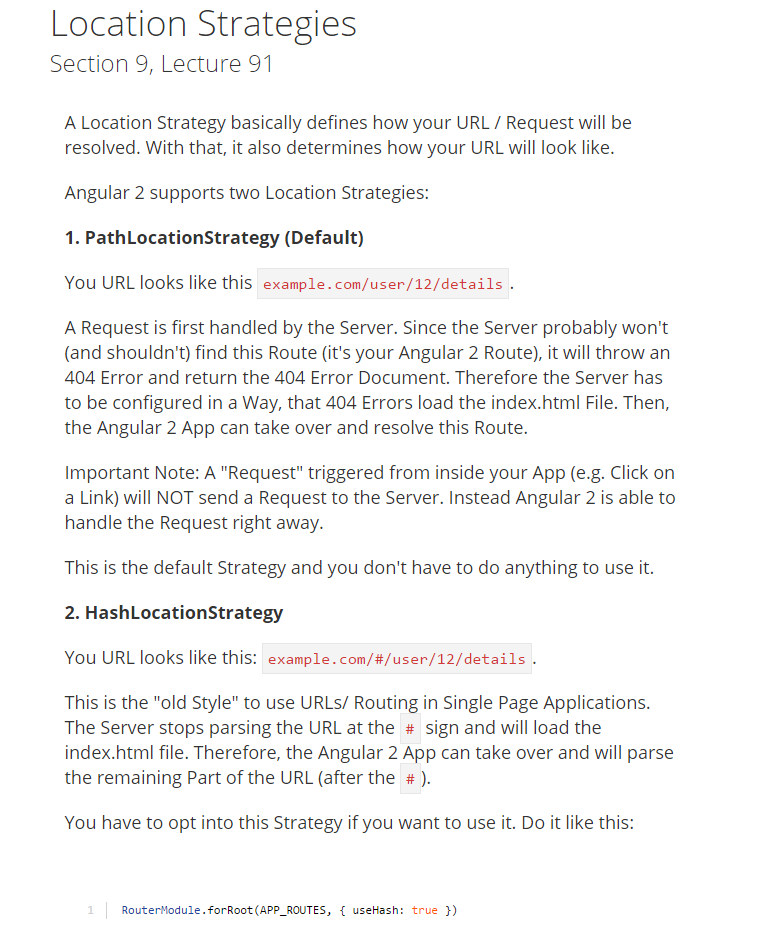 Location Strategies
Section 9, Lecture 91
A Location Strategy basically defines how your URL / Request will be
resolved. With that, it also determines how your URL will look like.
Angular 2 supports two Location Strategies:
1. PathLocationStrategy (Default)
You URL looks like this example.com/user/12/details .
A Request is first handled by the Server. Since the Server probably won't
(and shouldn't) find this Route (it's your Angular 2 Route), it will throw an
404 Error and return the 404 Error Document. Therefore the Server has
to be configured in a Way, that 404 Errors load the index.html File. Then,
the Angular 2 App can take over and resolve this Route.
Important Note: A "Request" triggered from inside your App (e.g. Click on
a Link) will NOT send a Request to the Server. Instead Angular 2 is able to
handle the Request right away.
This is the default Strategy and you don't have to do anything to use it.
2. HashLocationStrategy
You URL looks like this: example.com/#/user/12/details .
This is the "old Style" to use URLs/ Routing in Single Page Applications.
The Server stops parsing the URL at the # sign and will load the
index.html file. Therefore, the Angular 2 App can take over and will parse
the remaining Part of the URL (after the # ).
You have to opt into this Strategy if you want to use it. Do it like this:
1 RouterModule.forRoot(APP_ROUTES, { useHash: true })